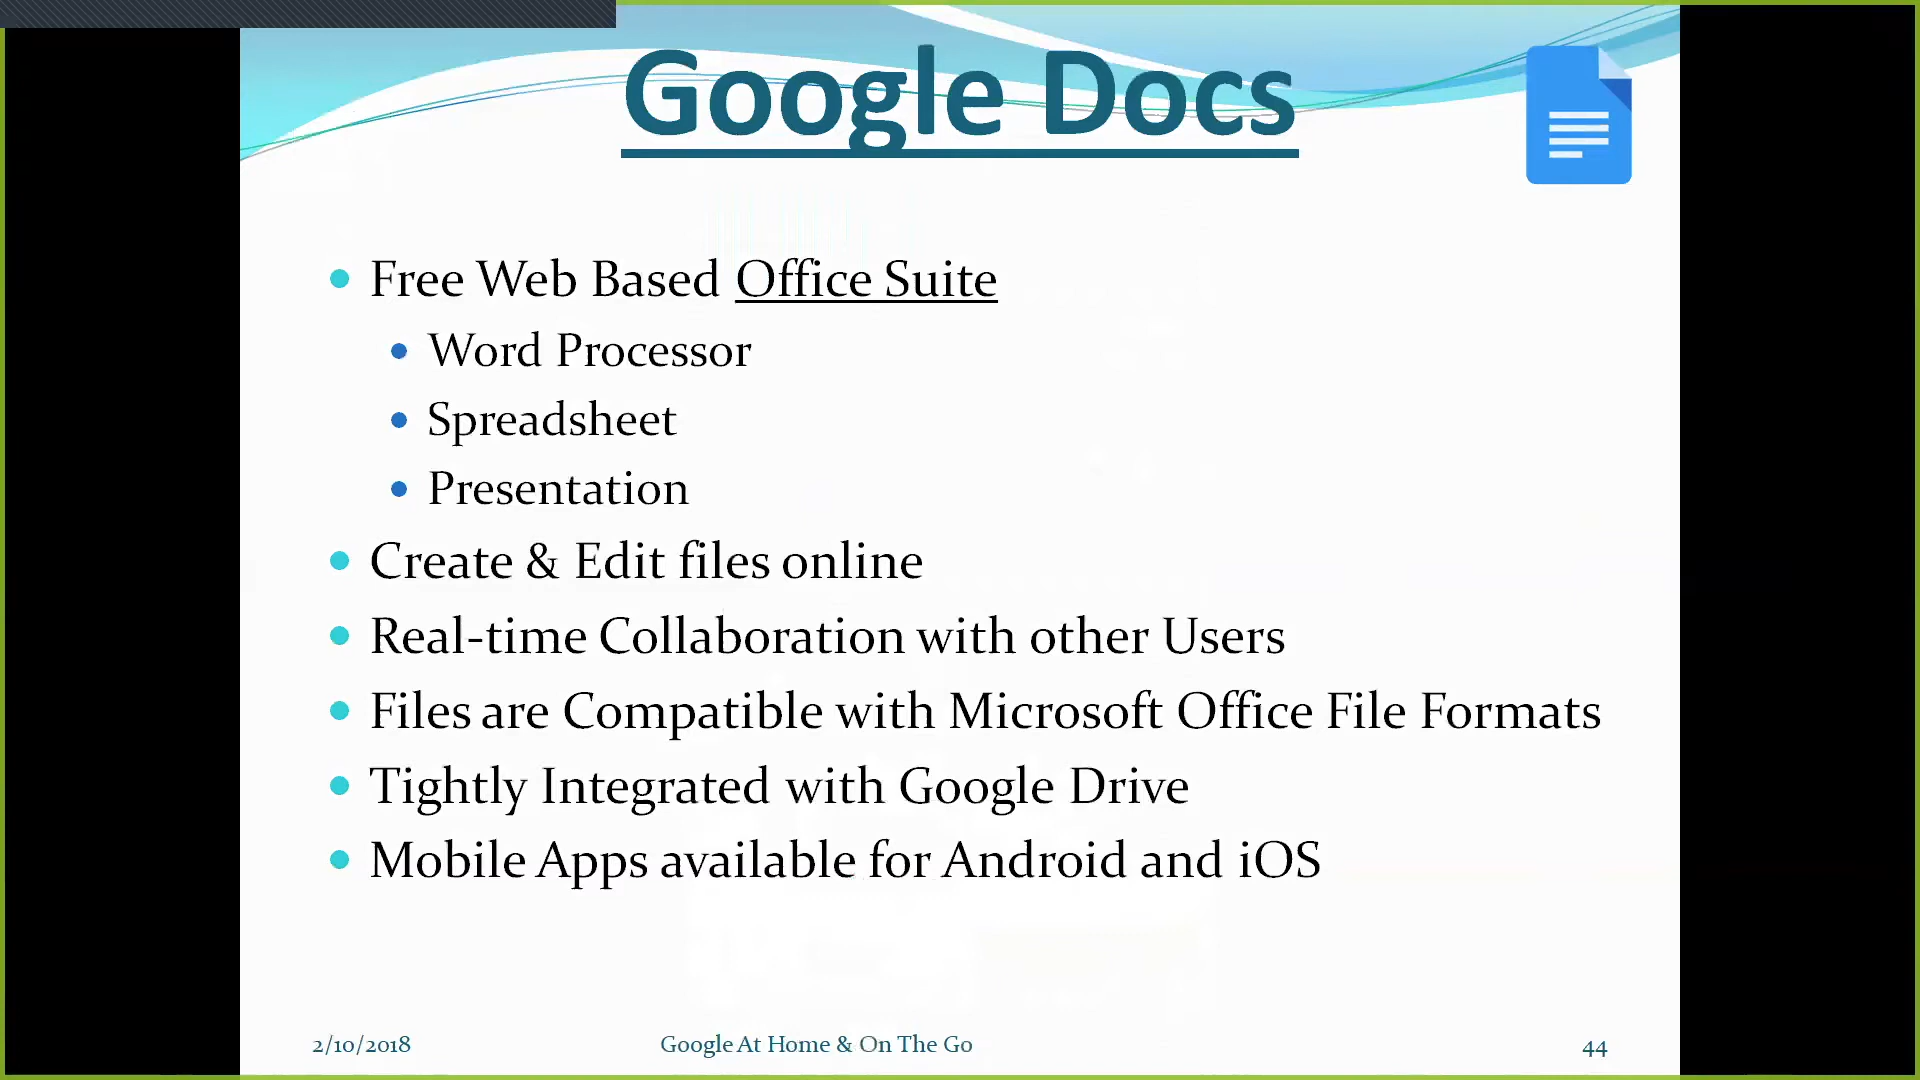 Google Docs
Free Web Based Office Suite
Word Processor
Spreadsheet
Presentation
Create & Edit files online
Real-time Collaboration with other Users
Files are Compatible with Microsoft Office File Formats
Tightly Integrated with Google Drive
Mobile Apps available for Android and iOS
2/10/2018
Google At Home & On The Go
44